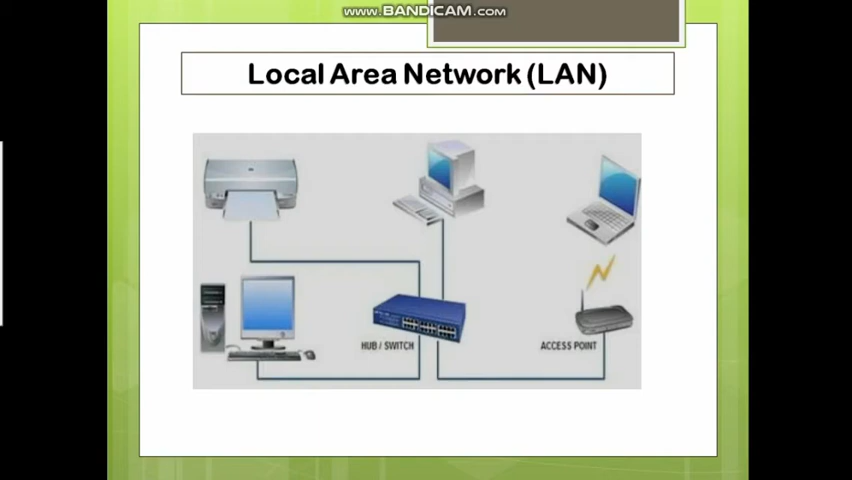 www.BANDICAM.com
Local Area Network (LAN)
HUB / SWITCH
ACCESS POINT